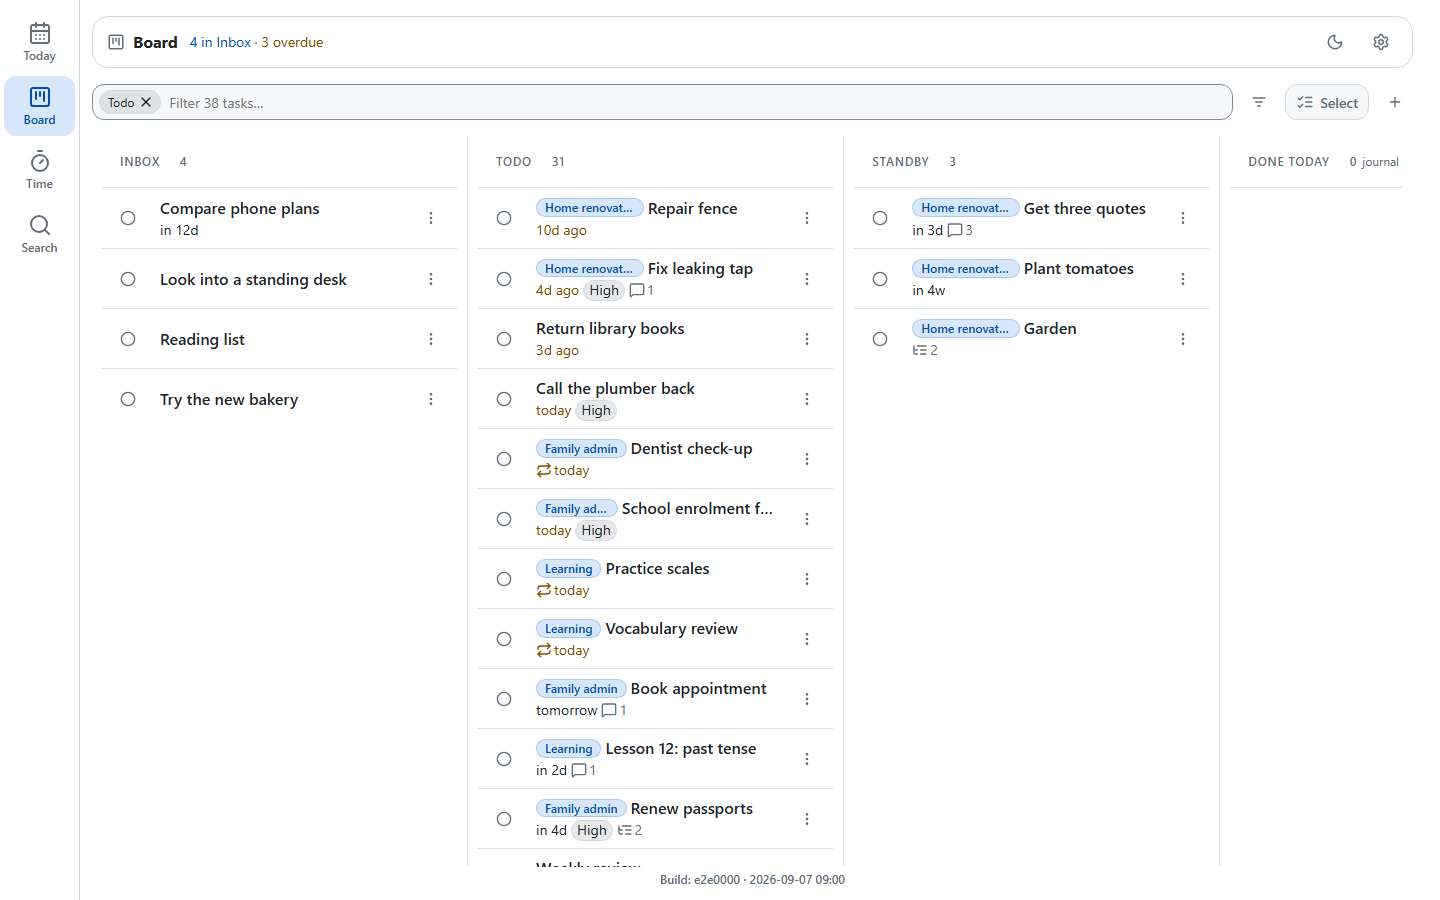 Today
Board
Time
Search
Board 4 in Inbox · 3 overdue
Todo Filter 38 tasks...
Select
INBOX 4
Compare phone plans
in 12d
Look into a standing desk
Reading list
Try the new bakery
TODO 31
Home renovat... Repair fence
10d ago
Home renovat... Fix leaking tap
4d ago High 1
Return library books
3d ago
Call the plumber back
today High
Family admin Dentist check-up
today
Family ad... School enrolment f...
today High
Learning Practice scales
today
Learning Vocabulary review
today
Family admin Book appointment
tomorrow 1
Learning Lesson 12: past tense
in 2d 1
Family admin Renew passports
in 4d High 2
Weekly review
STANDBY 3
Home renovat... Get three quotes
in 3d 3
Home renovat... Plant tomatoes
in 4w
Home renovat... Garden
2
DONE TODAY 0 journal
Build: e2e0000 · 2026-09-07 09:00